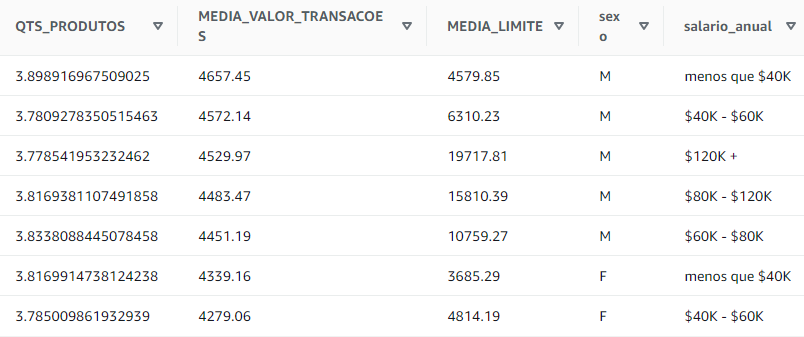 QTS_PRODUTOS MEDIA_VALOR_TRANSACOES MEDIA_LIMITE sexo salario_anual
3.898916967509025 4657.45 4579.85 M menos que $40K
3.7809278350515463 4572.14 6310.23 M $40K - $60K
3.778541953232462 4529.97 19717.81 M $120K +
3.8169381107491858 4483.47 15810.39 M $80K - $120K
3.8338088445078458 4451.19 10759.27 M $60K - $80K
3.8169914738124238 4339.16 3685.29 F menos que $40K
3.785009861932939 4279.06 4814.19 F $40K - $60K